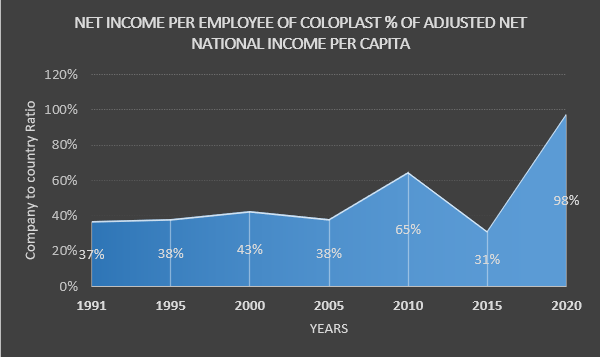 NET INCOME PER EMPLOYEE OF COLOPLAST % OF ADJUSTED NET
NATIONAL INCOME PER CAPITA
Company to country Ratio
120%
100%
80%
60%
40%
20%
0%
37%
38%
43%
38%
65%
31%
98%
1991 1995 2000 2005 2010 2015 2020
YEARS